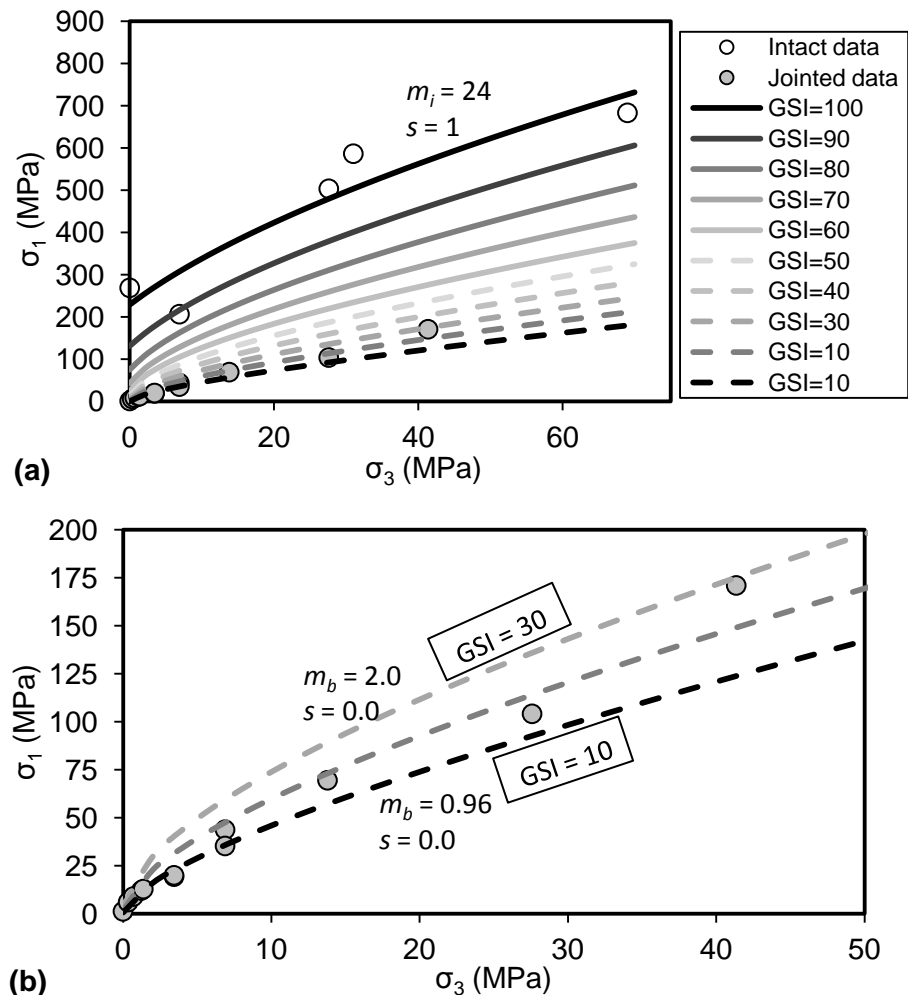 900
800
700
600
500
400
300
200
100
0
σ1 (MPa)
mi = 24
s = 1
0
20
40
60
σ3 (MPa)
(a)
Intact data
Jointed data
GSI=100
GSI=90
GSI=80
GSI=70
GSI=60
GSI=50
GSI=40
GSI=30
GSI=10
GSI=10
200
175
150
125
100
75
50
25
0
σ1 (MPa)
GSI = 30
mb = 2.0
s = 0.0
GSI = 10
mb = 0.96
s = 0.0
0
10
20
30
40
50
σ3 (MPa)
(b)